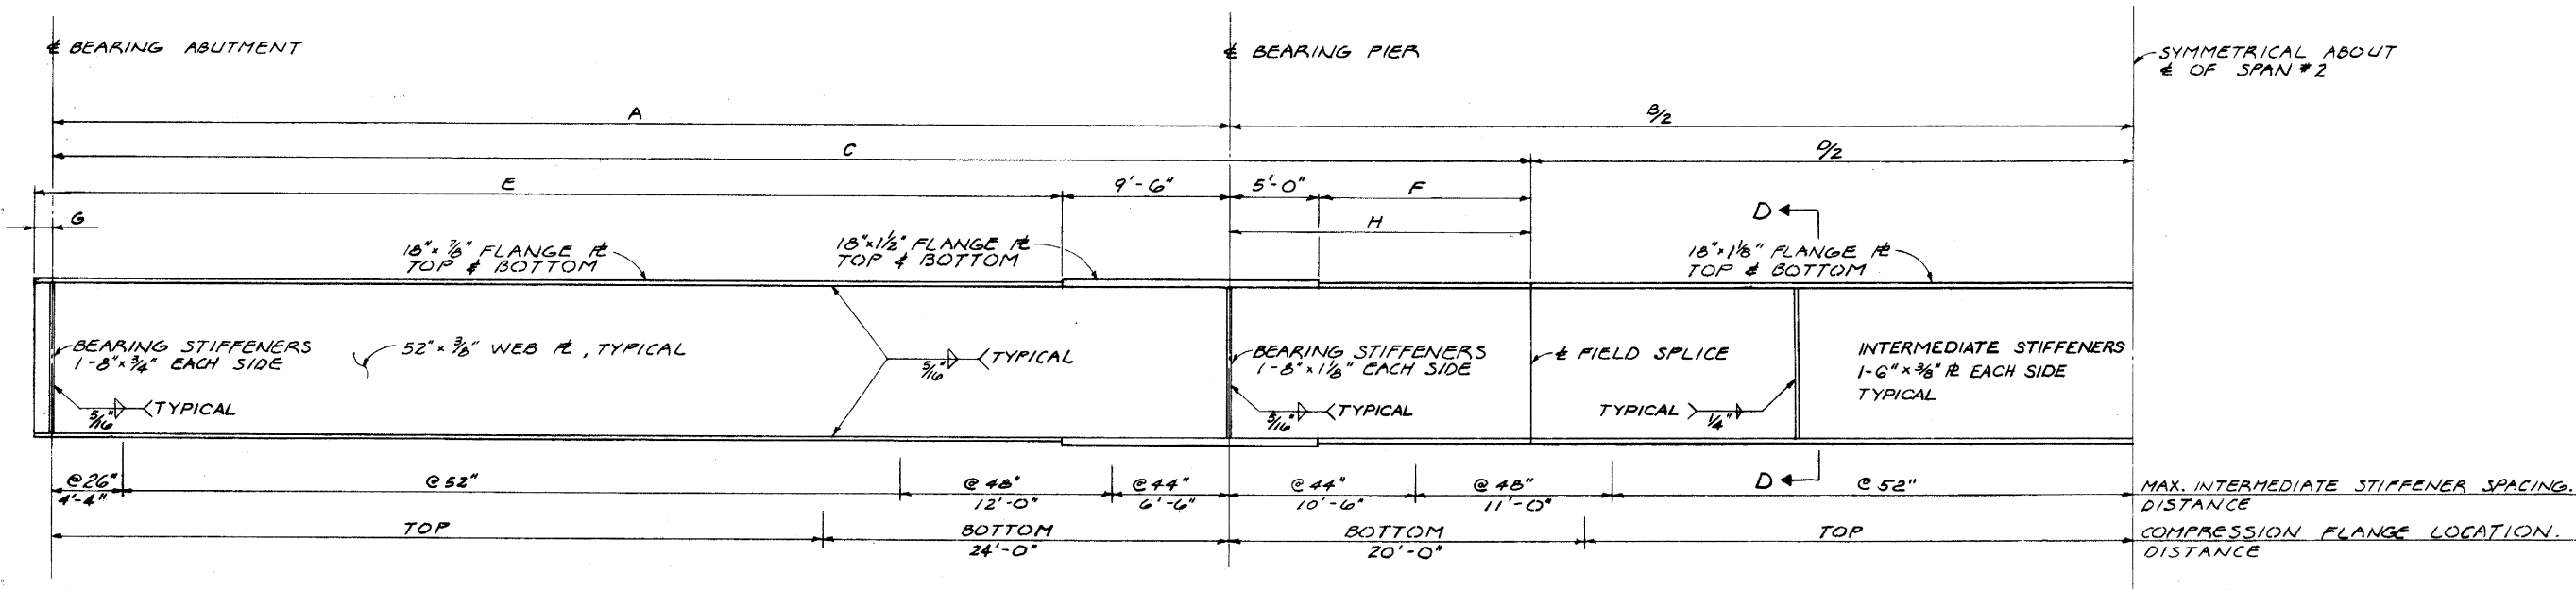 ℄ BEARING ABUTMENT
℄ BEARING PIER
SYMMETRICAL ABOUT
℄ OF SPAN #2
A
B/2
C
D/2
E
9'-6"
5'-0"
F
G
H
D
18"x 7/8" FLANGE ℄
TOP & BOTTOM
18"x 1 1/2" FLANGE ℄
TOP & BOTTOM
18"x 1 1/8" FLANGE ℄
TOP & BOTTOM
BEARING STIFFENERS
1-8"x 3/4" EACH SIDE
52"x 3/8" WEB ℄, TYPICAL
5/16" TYPICAL
BEARING STIFFENERS
1-8"x 1 1/8" EACH SIDE
℄ FIELD SPLICE
INTERMEDIATE STIFFENERS
1-6"x 3/8" ℄ EACH SIDE
TYPICAL
5/16 TYPICAL
5/16" TYPICAL
TYPICAL 1/4"
@ 26"
4'-4"
@ 52"
@ 48"
12'-0"
@ 44"
6'-6"
@ 44"
10'-6"
@ 48"
11'-0"
D
@ 52"
MAX. INTERMEDIATE STIFFENER SPACING.
DISTANCE
TOP
BOTTOM
24'-0"
BOTTOM
20'-0"
TOP
COMPRESSION FLANGE LOCATION.
DISTANCE